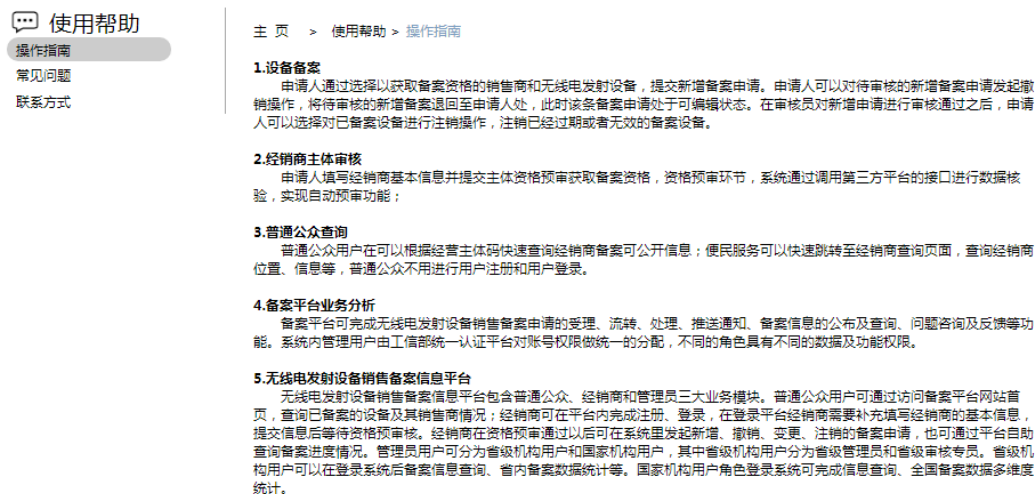 使用帮助
操作指南
常见问题
联系方式
主 页 > 使用帮助 > 操作指南
1.设备备案
申请人通过选择以获取备案资格的销售商和无线电发射设备，提交新增备案申请。申请人可以对待审核的新增备案申请发起撤
销操作，将待审核的新增备案退回至申请人处，此时该条备案申请处于可编辑状态。在审核员对新增申请进行审核通过之后，申请
人可以选择对已备案设备进行注销操作，注销已经过期或者无效的备案设备。
2.经销商主体审核
申请人填写经销商基本信息并提交主体资格预审获取备案资格，资格预审环节，系统通过调用第三方平台的接口进行数据核
验，实现自动预审功能；
3.普通公众查询
普通公众用户在可以根据经营主体码快速查询经销商备案可公开信息；便民服务可以快速跳转至经销商查询页面，查询经销商
位置、信息等，普通公众不用进行用户注册和用户登录。
4.备案平台业务分析
备案平台可完成无线电发射设备销售备案申请的受理、流转、处理、推送通知、备案信息的公布及查询、问题咨询及反馈等功
能。系统内管理用户由工信部统一认证平台对账号权限做统一的分配，不同的角色具有不同的数据及功能权限。
5.无线电发射设备销售备案信息平台
无线电发射设备销售备案信息平台包含普通公众、经销商和管理员三大业务模块。普通公众用户可通过访问备案平台网站首
页，查询已备案的设备及其销售商情况；经销商可在平台内完成注册、登录，在登录平台经销商需要补充填写经销商的基本信息，
提交信息后等待资格预审核。经销商在资格预审通过以后可在系统里发起新增、撤销、变更、注销的备案申请，也可通过平台自助
查询备案进度情况。管理员用户可分为省级机构用户和国家机构用户，其中省级机构用户分为省级管理员和省级审核专员。省级机
构用户可以在登录系统后备案信息查询、省内备案数据统计等。国家机构用户角色登录系统可完成信息查询、全国备案数据多维度
统计。